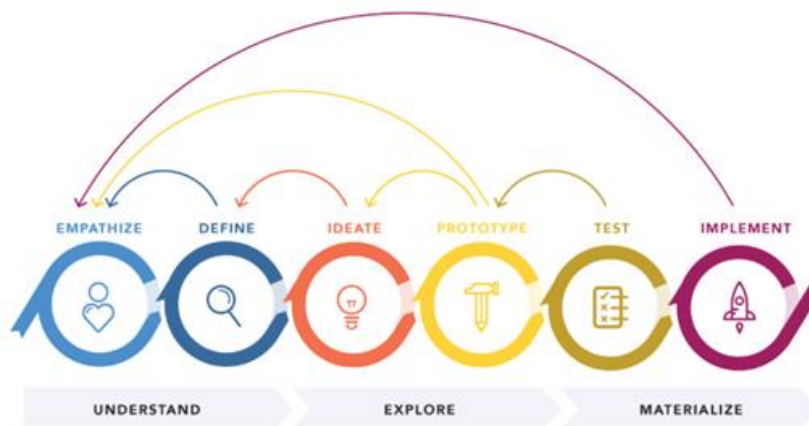 EMPATHIZE DEFINE IDEATE PROTOTYPE TEST IMPLEMENT
UNDERSTAND EXPLORE MATERIALIZE